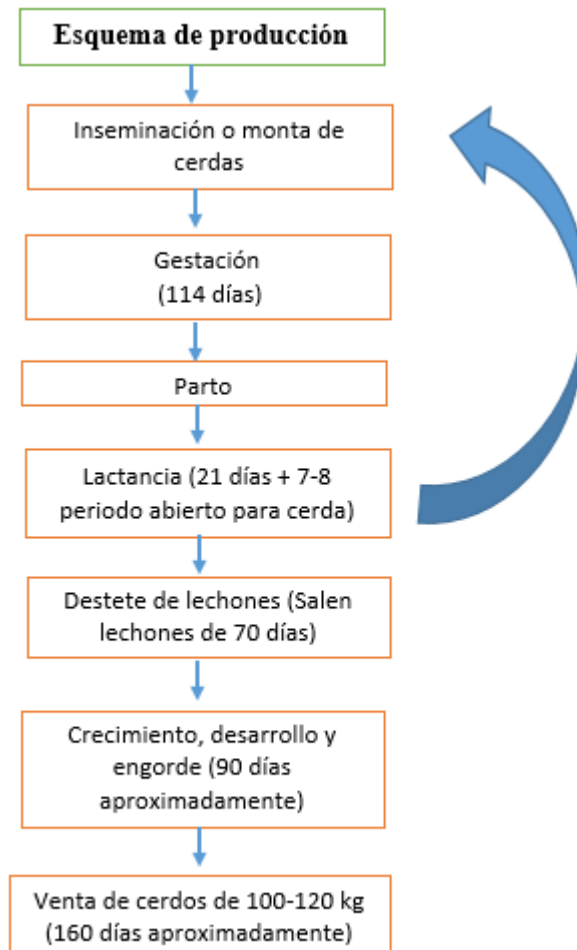 Esquema de producción
Inseminación o monta de
cerdas
Gestación
(114 días)
Parto
Lactancia (21 días + 7-8
periodo abierto para cerda)
Destete de lechones (Salen
lechones de 70 días)
Crecimiento, desarrollo y
engorde (90 días
aproximadamente)
Venta de cerdos de 100-120 kg
(160 días aproximadamente)